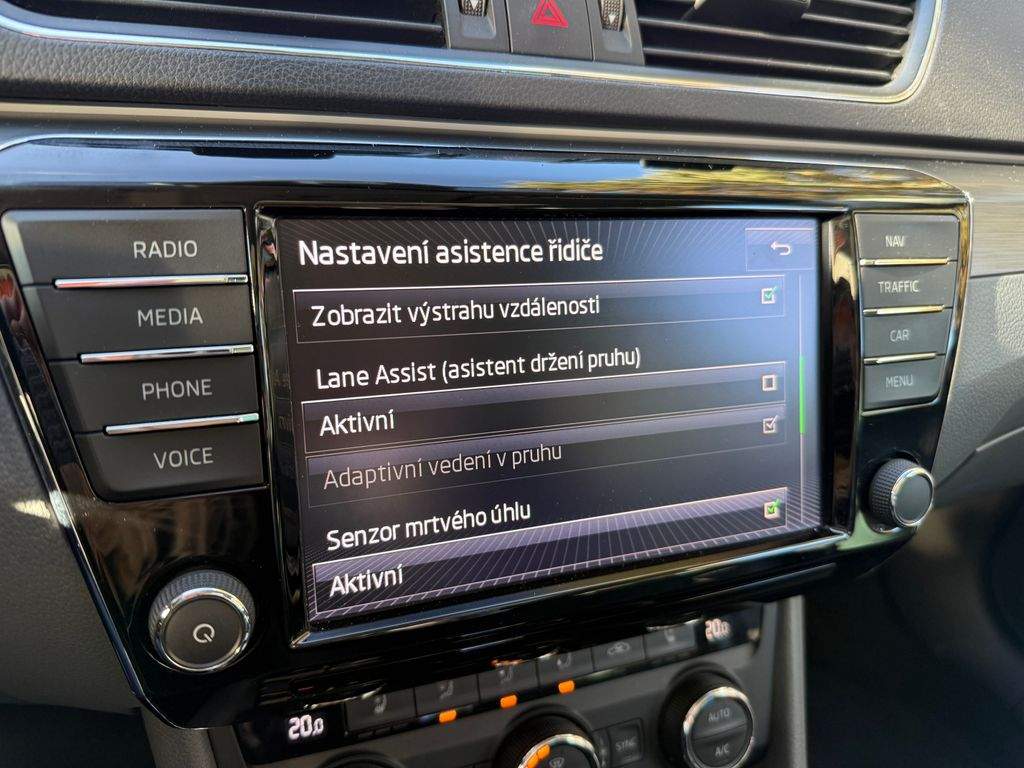 RADIO
MEDIA
PHONE
VOICE
Nastavení asistence řidiče
Zobrazit výstrahu vzdálenosti
Lane Assist (asistent držení pruhu)
Aktivní
Adaptivní vedení v pruhu
Senzor mrtvého úhlu
Aktivní
NAV
TRAFFIC
CAR
MENU
20,0
20,0
SYNC
AUTO
A/C